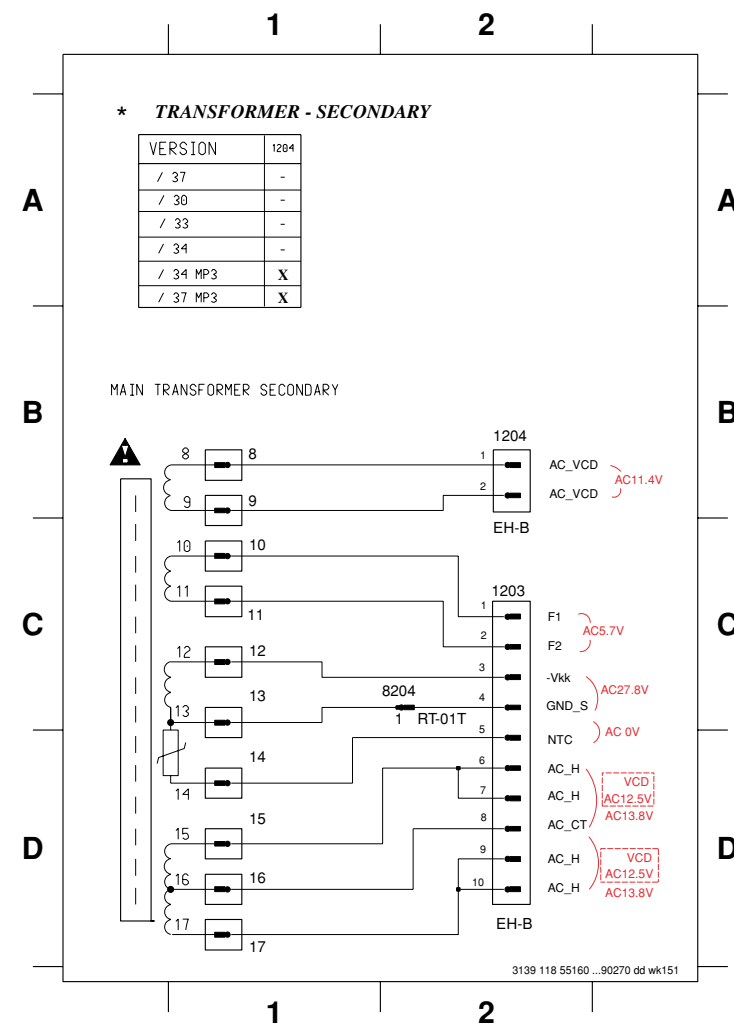 1 2
* TRANSFORMER - SECONDARY
VERSION 1204
/ 37 -
/ 30 -
/ 33 -
/ 34 -
/ 34 MP3 X
/ 37 MP3 X
A A
MAIN TRANSFORMER SECONDARY
B B
8 8
9 9
1204
1 AC_VCD
2 AC_VCD
AC11.4V
EH-B
10 10
11 11
12 12
13 13
14 14
15 15
16 16
17 17
C C
8204
1 RT-01T
1203
1 F1
2 F2
AC5.7V
3 -Vkk
4 GND_S
AC27.8V
5 NTC
AC 0V
6 AC_H
7 AC_H
8 AC_CT
VCD
AC12.5V
AC13.8V
9 AC_H
10 AC_H
VCD
AC12.5V
AC13.8V
EH-B
D D
3139 118 55160 ...90270 dd wk151
1 2